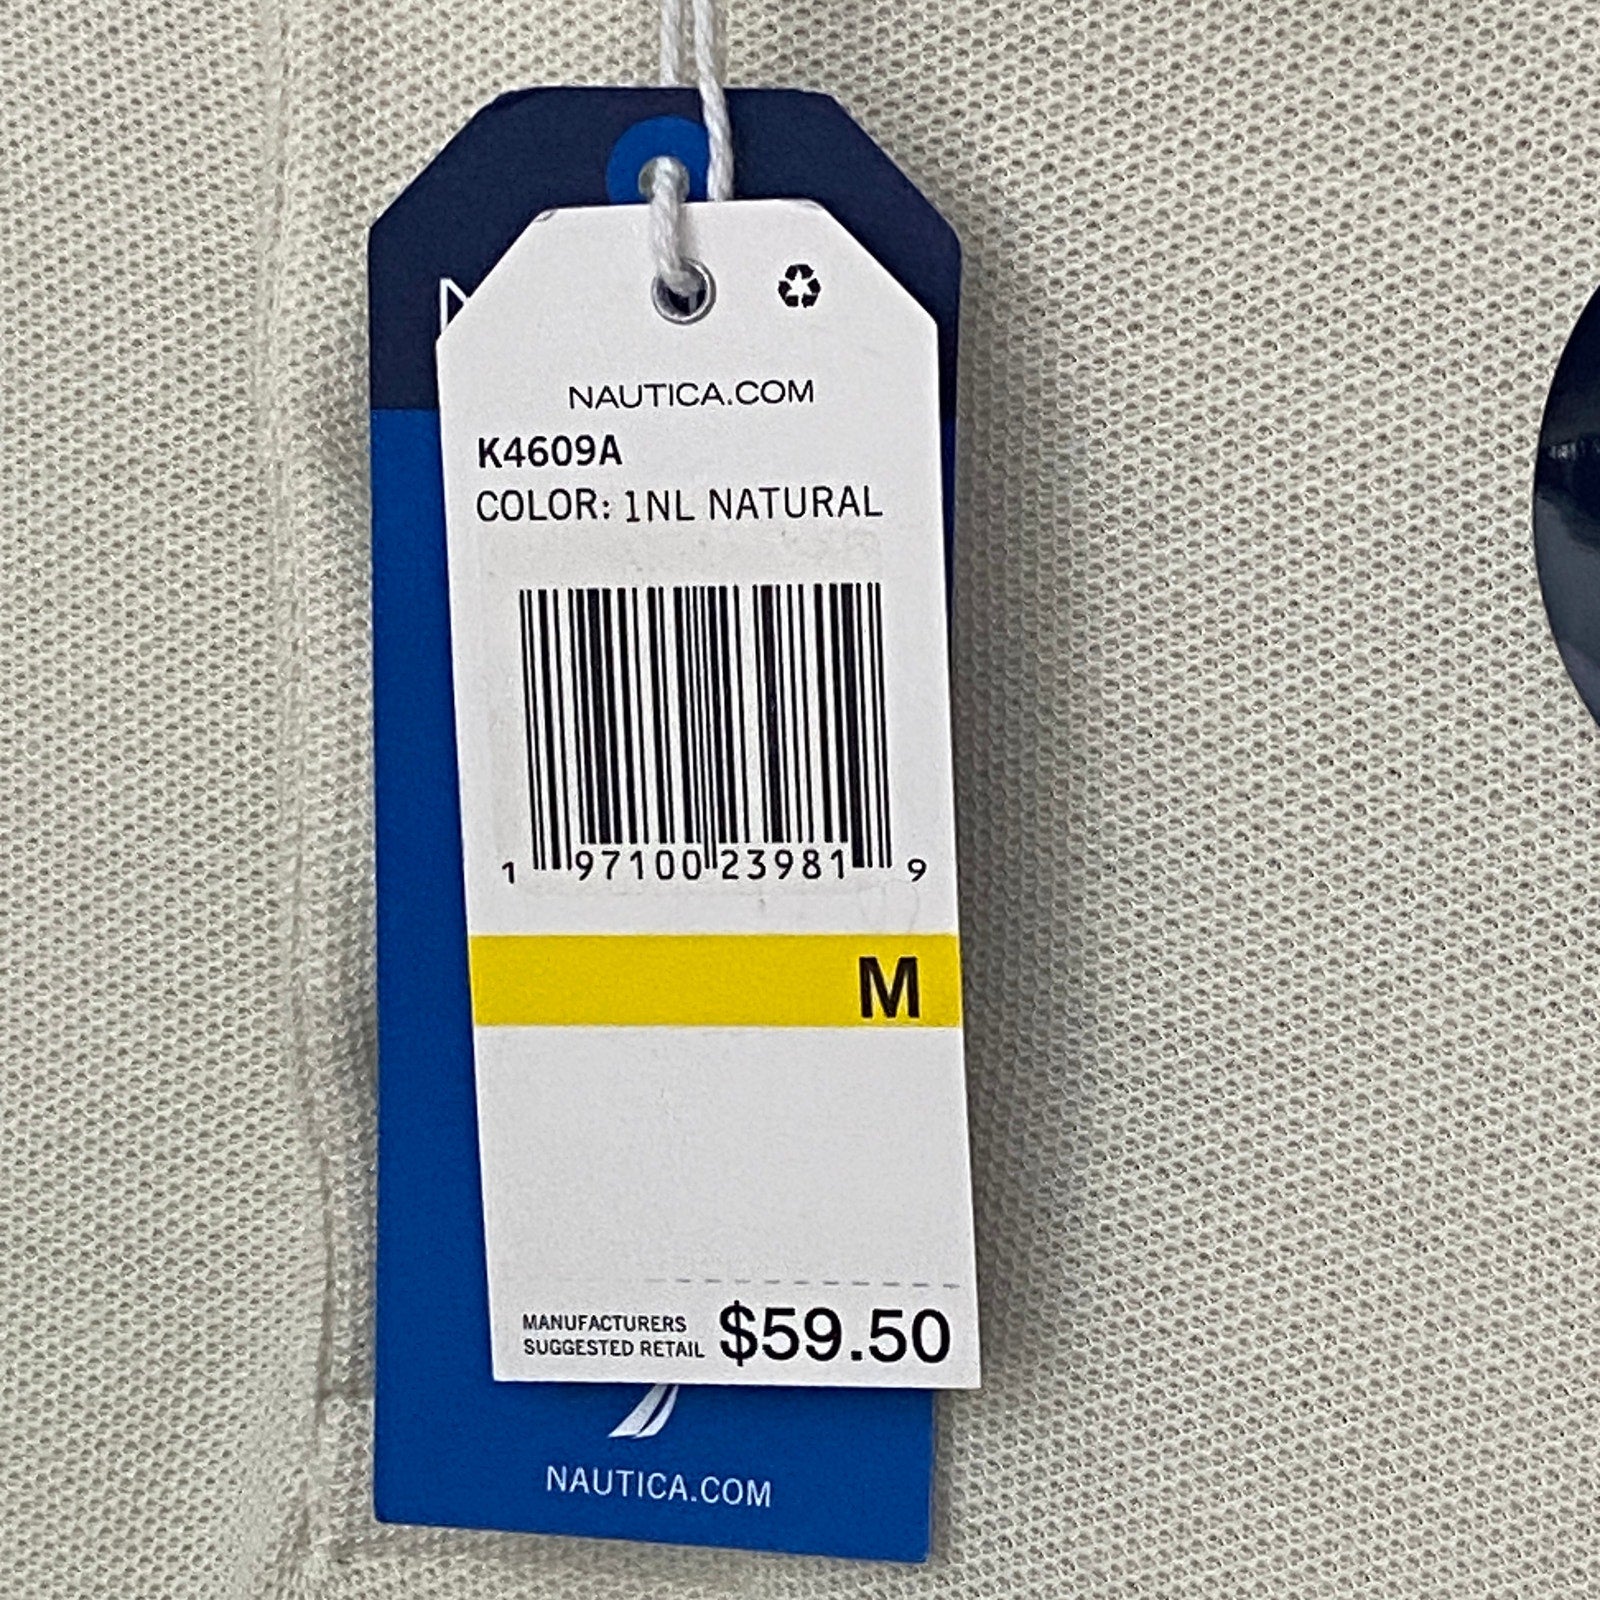 NAUTICA.COM
K4609A
COLOR: 1NL NATURAL
1 97100 23981 9
M
MANUFACTURERS
SUGGESTED RETAIL $59.50
NAUTICA.COM